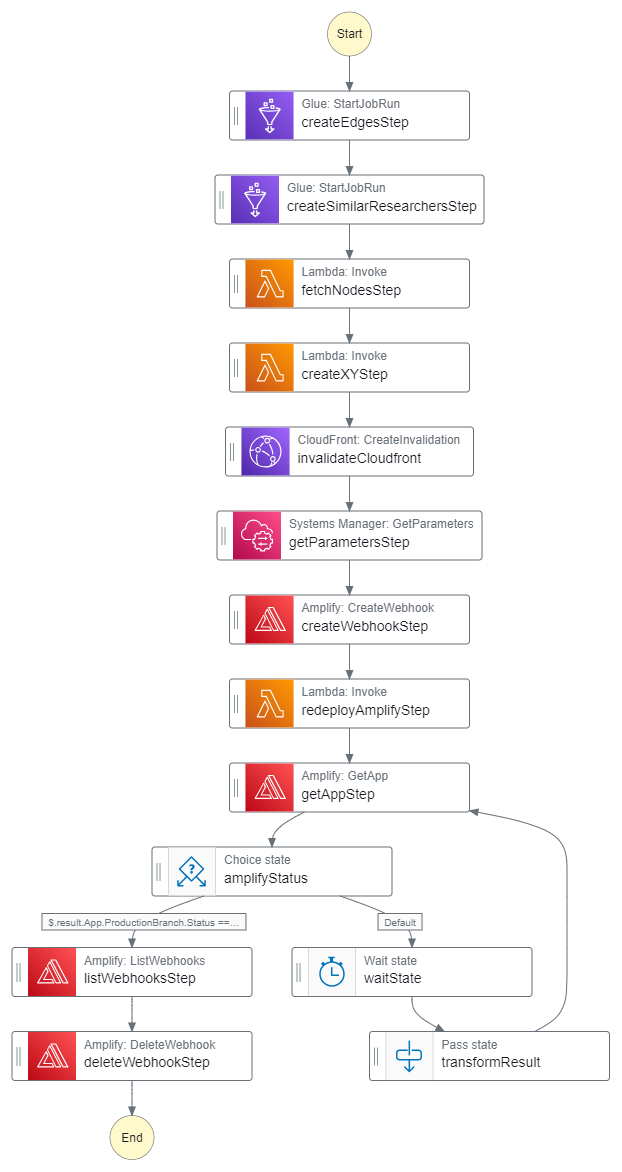 Start
Glue: StartJobRun
createEdgesStep
Glue: StartJobRun
createSimilarResearchersStep
Lambda: Invoke
fetchNodesStep
Lambda: Invoke
createXYStep
CloudFront: CreateInvalidation
invalidateCloudfront
Systems Manager: GetParameters
getParametersStep
Amplify: CreateWebhook
createWebhookStep
Lambda: Invoke
redeployAmplifyStep
Amplify: GetApp
getAppStep
Choice state
amplifyStatus
$.result.App.ProductionBranch.Status ==...
Default
Amplify: ListWebhooks
listWebhooksStep
Wait state
waitState
Amplify: DeleteWebhook
deleteWebhookStep
Pass state
transformResult
End